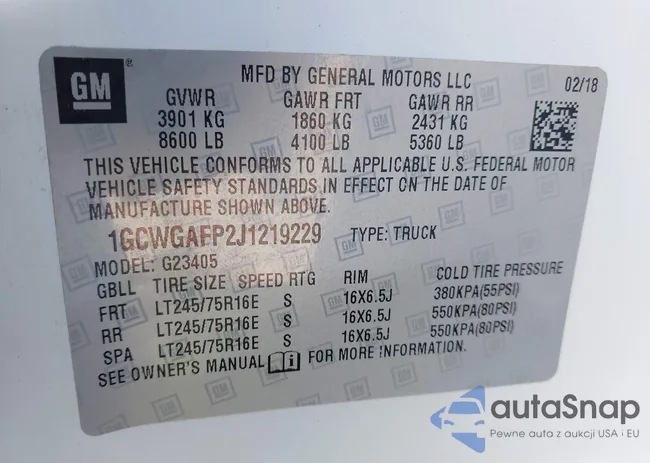 GM ®
MFD BY GENERAL MOTORS LLC 02/18
GVWR GAWR FRT GAWR RR
3901 KG 1860 KG 2431 KG
8600 LB 4100 LB 5360 LB
THIS VEHICLE CONFORMS TO ALL APPLICABLE U.S. FEDERAL MOTOR
VEHICLE SAFETY STANDARDS IN EFFECT ON THE DATE OF
MANUFACTURE SHOWN ABOVE.
1GCWGAFP2J1219229 TYPE: TRUCK
MODEL: G23405
GBLL TIRE SIZE SPEED RTG RIM COLD TIRE PRESSURE
FRT LT245/75R16E S 16X6.5J 380KPA(55PSI)
RR LT245/75R16E S 16X6.5J 550KPA(80PSI)
SPA LT245/75R16E S 16X6.5J 550KPA(80PSI)
SEE OWNER'S MANUAL i FOR MORE INFORMATION.
autaSnap
Pewne auta z aukcji USA i EU